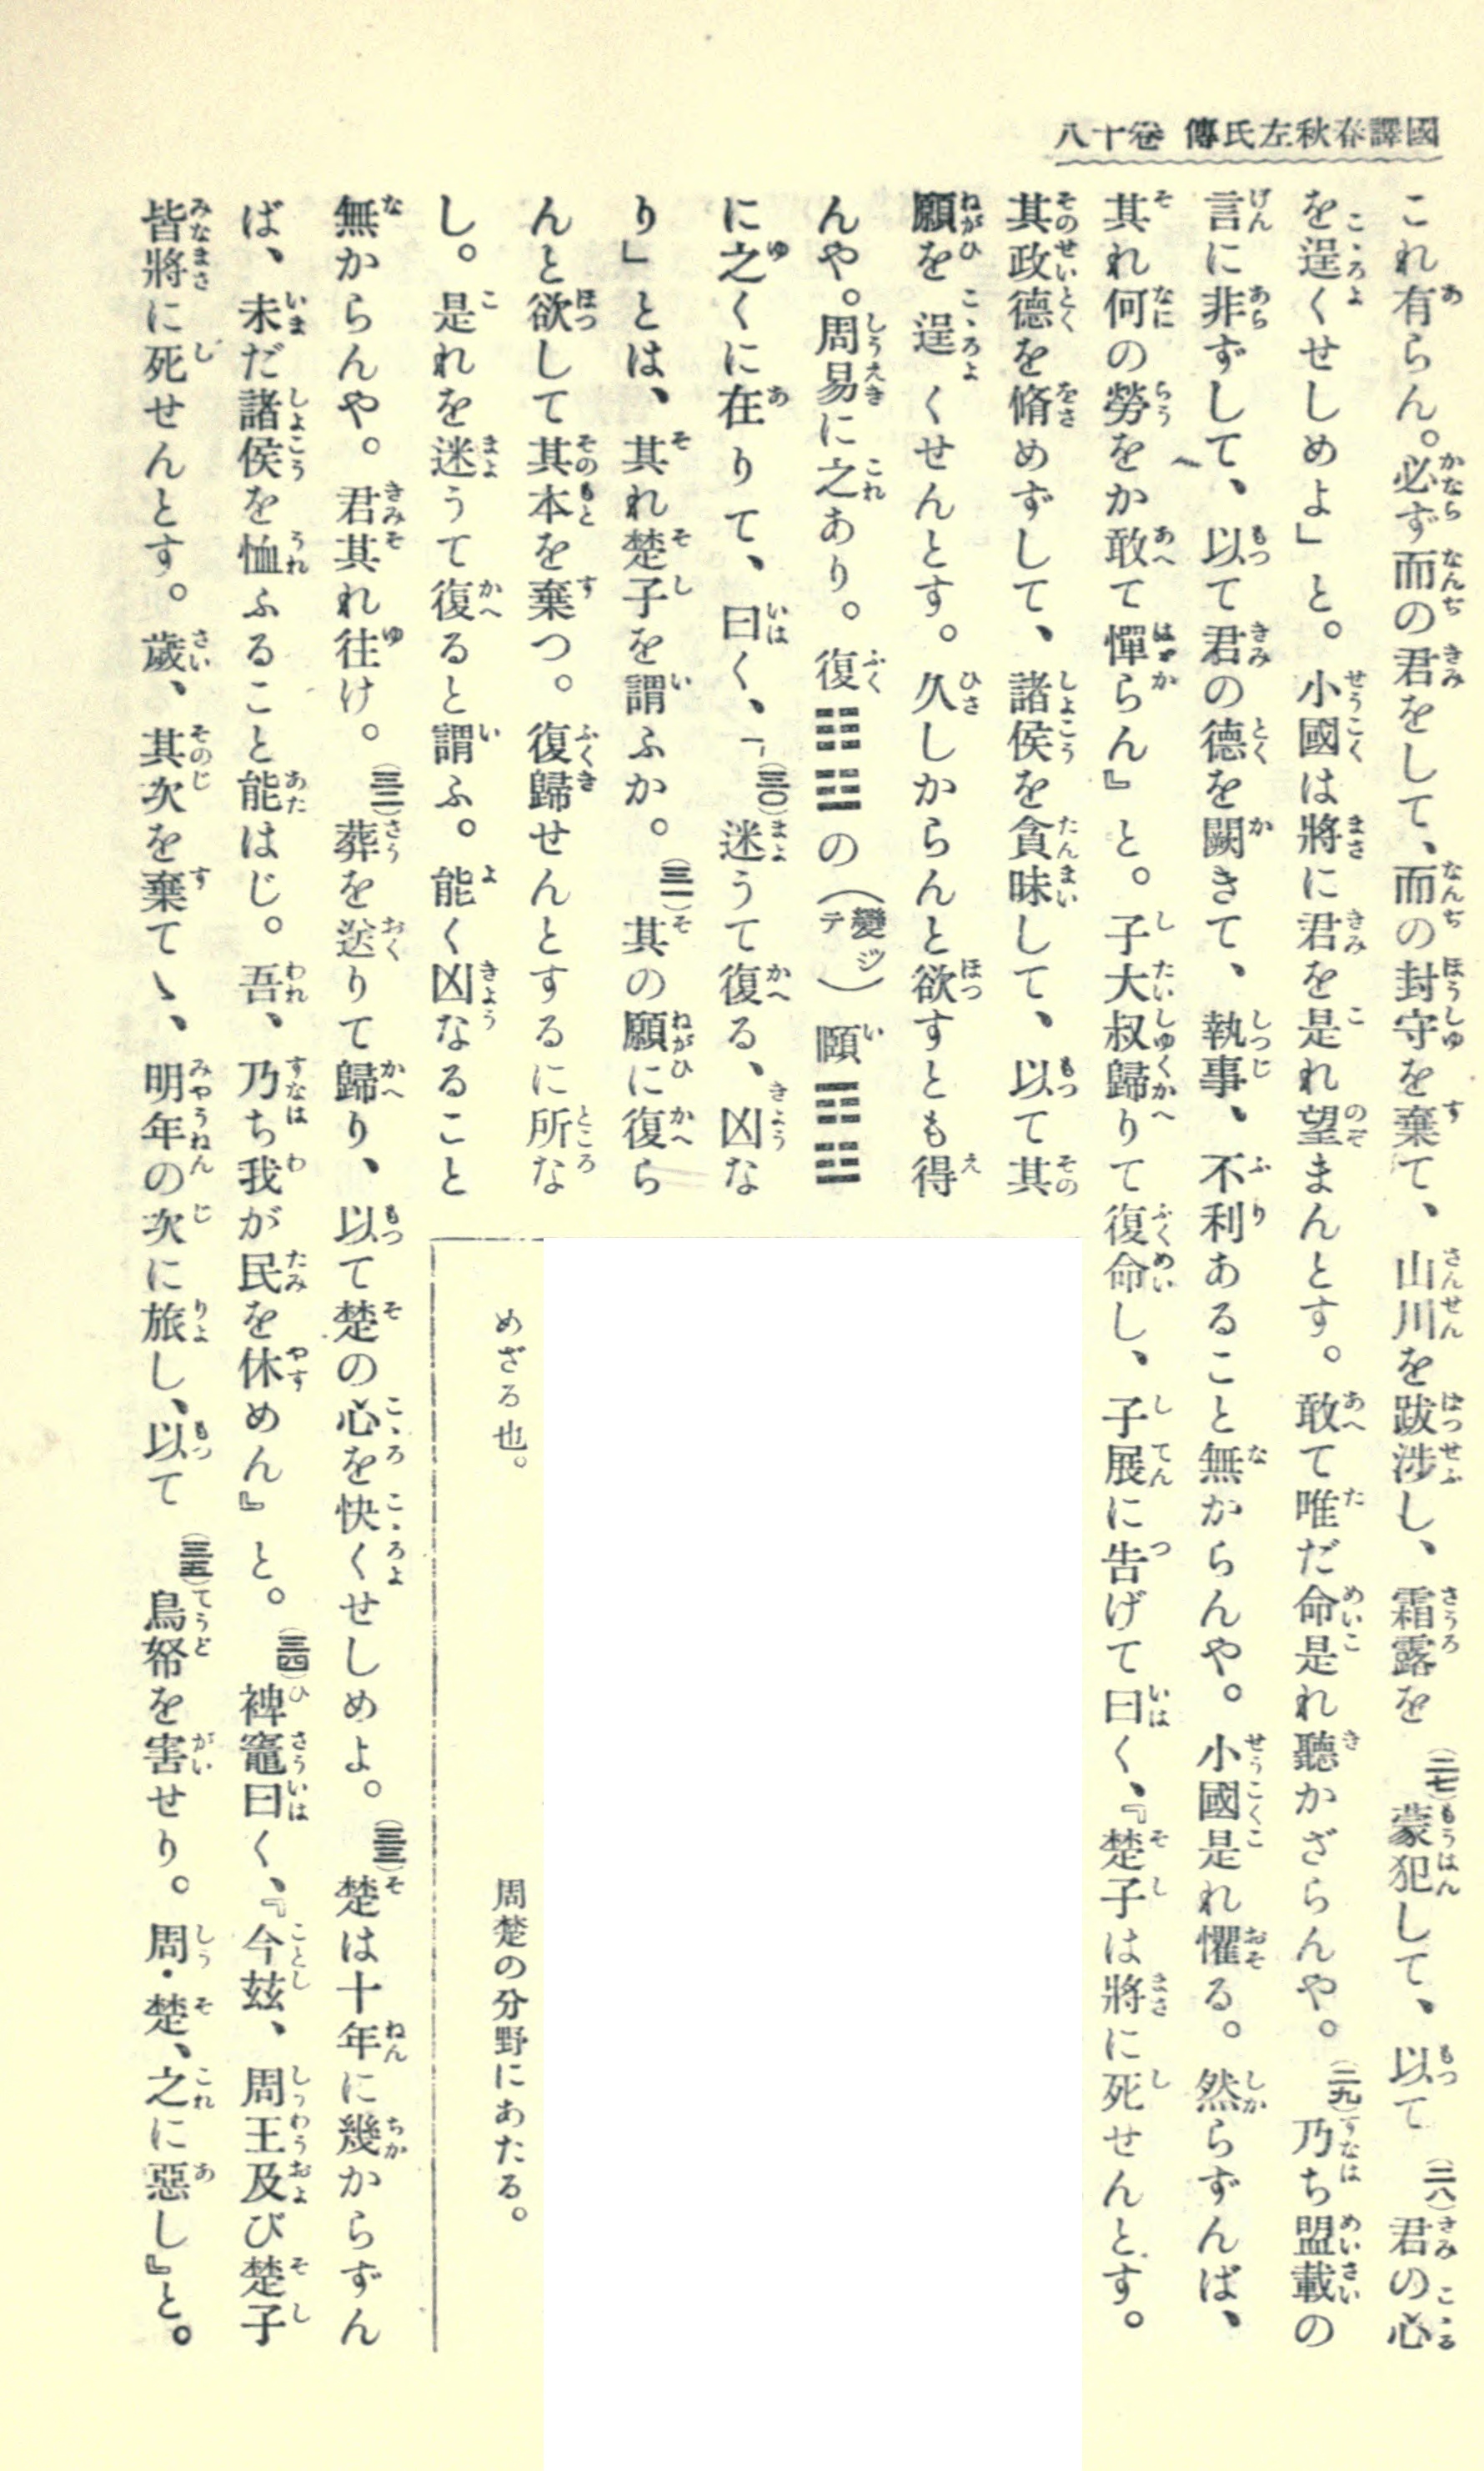 國譯春秋左氏傳 卷十八
これ有らん。必ず而の君をして、而の封守を棄て、山川を跋涉し、霜露を(二七)蒙犯して、以て(二八)君の心
を逞くせしめよ」と。小國は將に君を是れ望まんとす。敢て唯だ命是れ聽かざらんや。(二九)乃ち盟載の
言に非ずして、以て君の德を闕きて、執事、不利あること無からんや。小國是れ懼る。然らずんば、
其れ何の勞をか敢て憚らん』と。子大叔歸りて復命し、子展に告げて曰く、『楚子は將に死せんとす。
其政德を脩めずして、諸侯を貪昧して、以て其
願を逞くせんとす。久しからんと欲すとも得
んや。周易に之あり。復䷗の(變ジテ)頤䷚
に之くに在りて、曰く、「(三〇)迷うて復る、凶な
り」とは、其れ楚子を謂ふか。(三一)其の願に復ら
んと欲して其本を棄つ。復歸せんとするに所な
し。是れを迷うて復ると謂ふ。能く凶なること
無からんや。君其れ往け。(三二)葬を送りて歸り、以て楚の心を快くせしめよ。(三三)楚は十年に幾からずん
ば、未だ諸侯を恤ふること能はじ。吾、乃ち我が民を休めん』と。(三四)裨竈曰く、『今茲、周王及び楚子
皆將に死せんとす。歲、其次を棄てゝ、明年の次に旅し、以て(三五)鳥帑を害せり。周・楚、之に惡し』と。
めざる也。
周楚の分野にあたる。